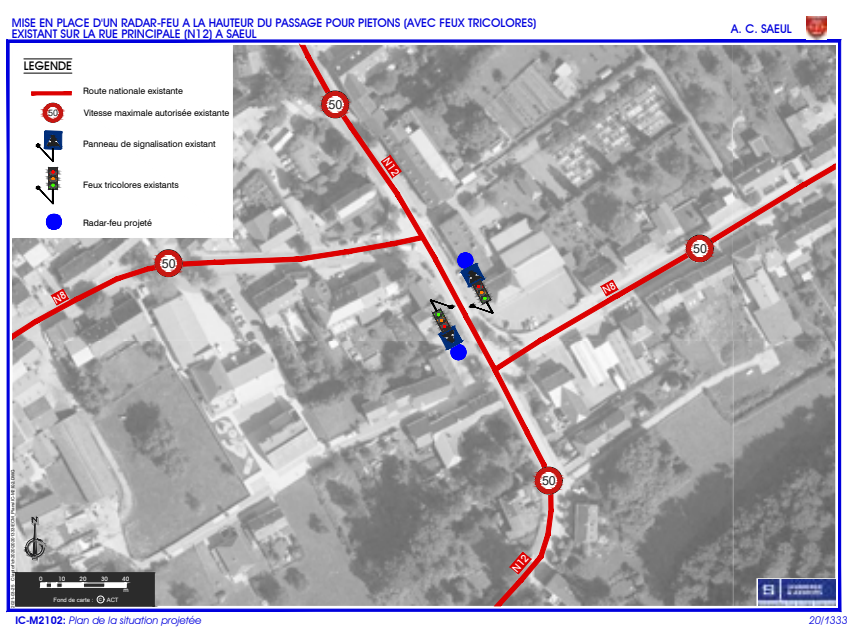 MISE EN PLACE D'UN RADAR-FEU A LA HAUTEUR DU PASSAGE POUR PIETONS (AVEC FEUX TRICOLORES)
EXISTANT SUR LA RUE PRINCIPALE (N12) A SAEUL
A. C. SAEUL
LEGENDE
Route nationale existante
50
Vitesse maximale autorisée existante
Panneau de signalisation existant
Feux tricolores existants
Radar-feu projeté
50
N12
50
50
N8
N8
50
N12
N
0 10 20 30 40
m
Fond de carte : © ACT
IC-M2102: Plan de la situation projetée
20/1333